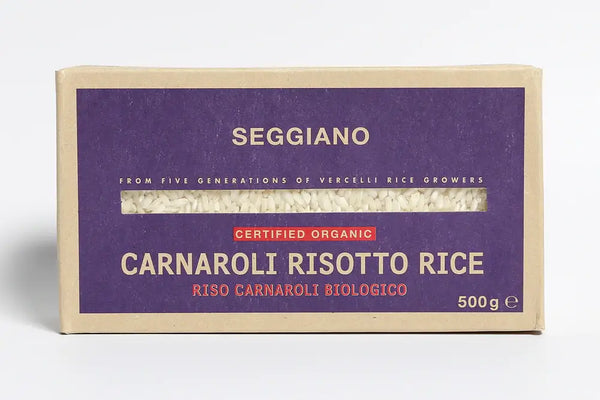 SEGGIANO
FROM FIVE GENERATIONS OF VERCELLI RICE GROWERS
CERTIFIED ORGANIC
CARNAROLI RISOTTO RICE
RISO CARNAROLI BIOLOGICO
500g ℮